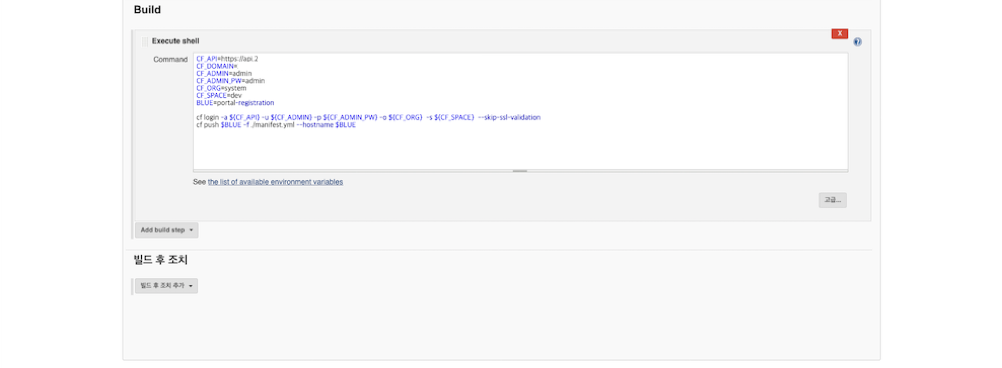 Build
Execute shell
X
Command
CF_API=https://api.2
CF_DOMAIN=
CF_ADMIN=admin
CF_ADMIN_PW=admin
CF_ORG=system
CF_SPACE=dev
BLUE=portal-registration
cf login -a ${CF_API} -u ${CF_ADMIN} -p ${CF_ADMIN_PW} -o ${CF_ORG} -s ${CF_SPACE} --skip-ssl-validation
cf push $BLUE -f ./manifest.yml --hostname $BLUE
See the list of available environment variables
고급...
Add build step
빌드 후 조치
빌드 후 조치 추가